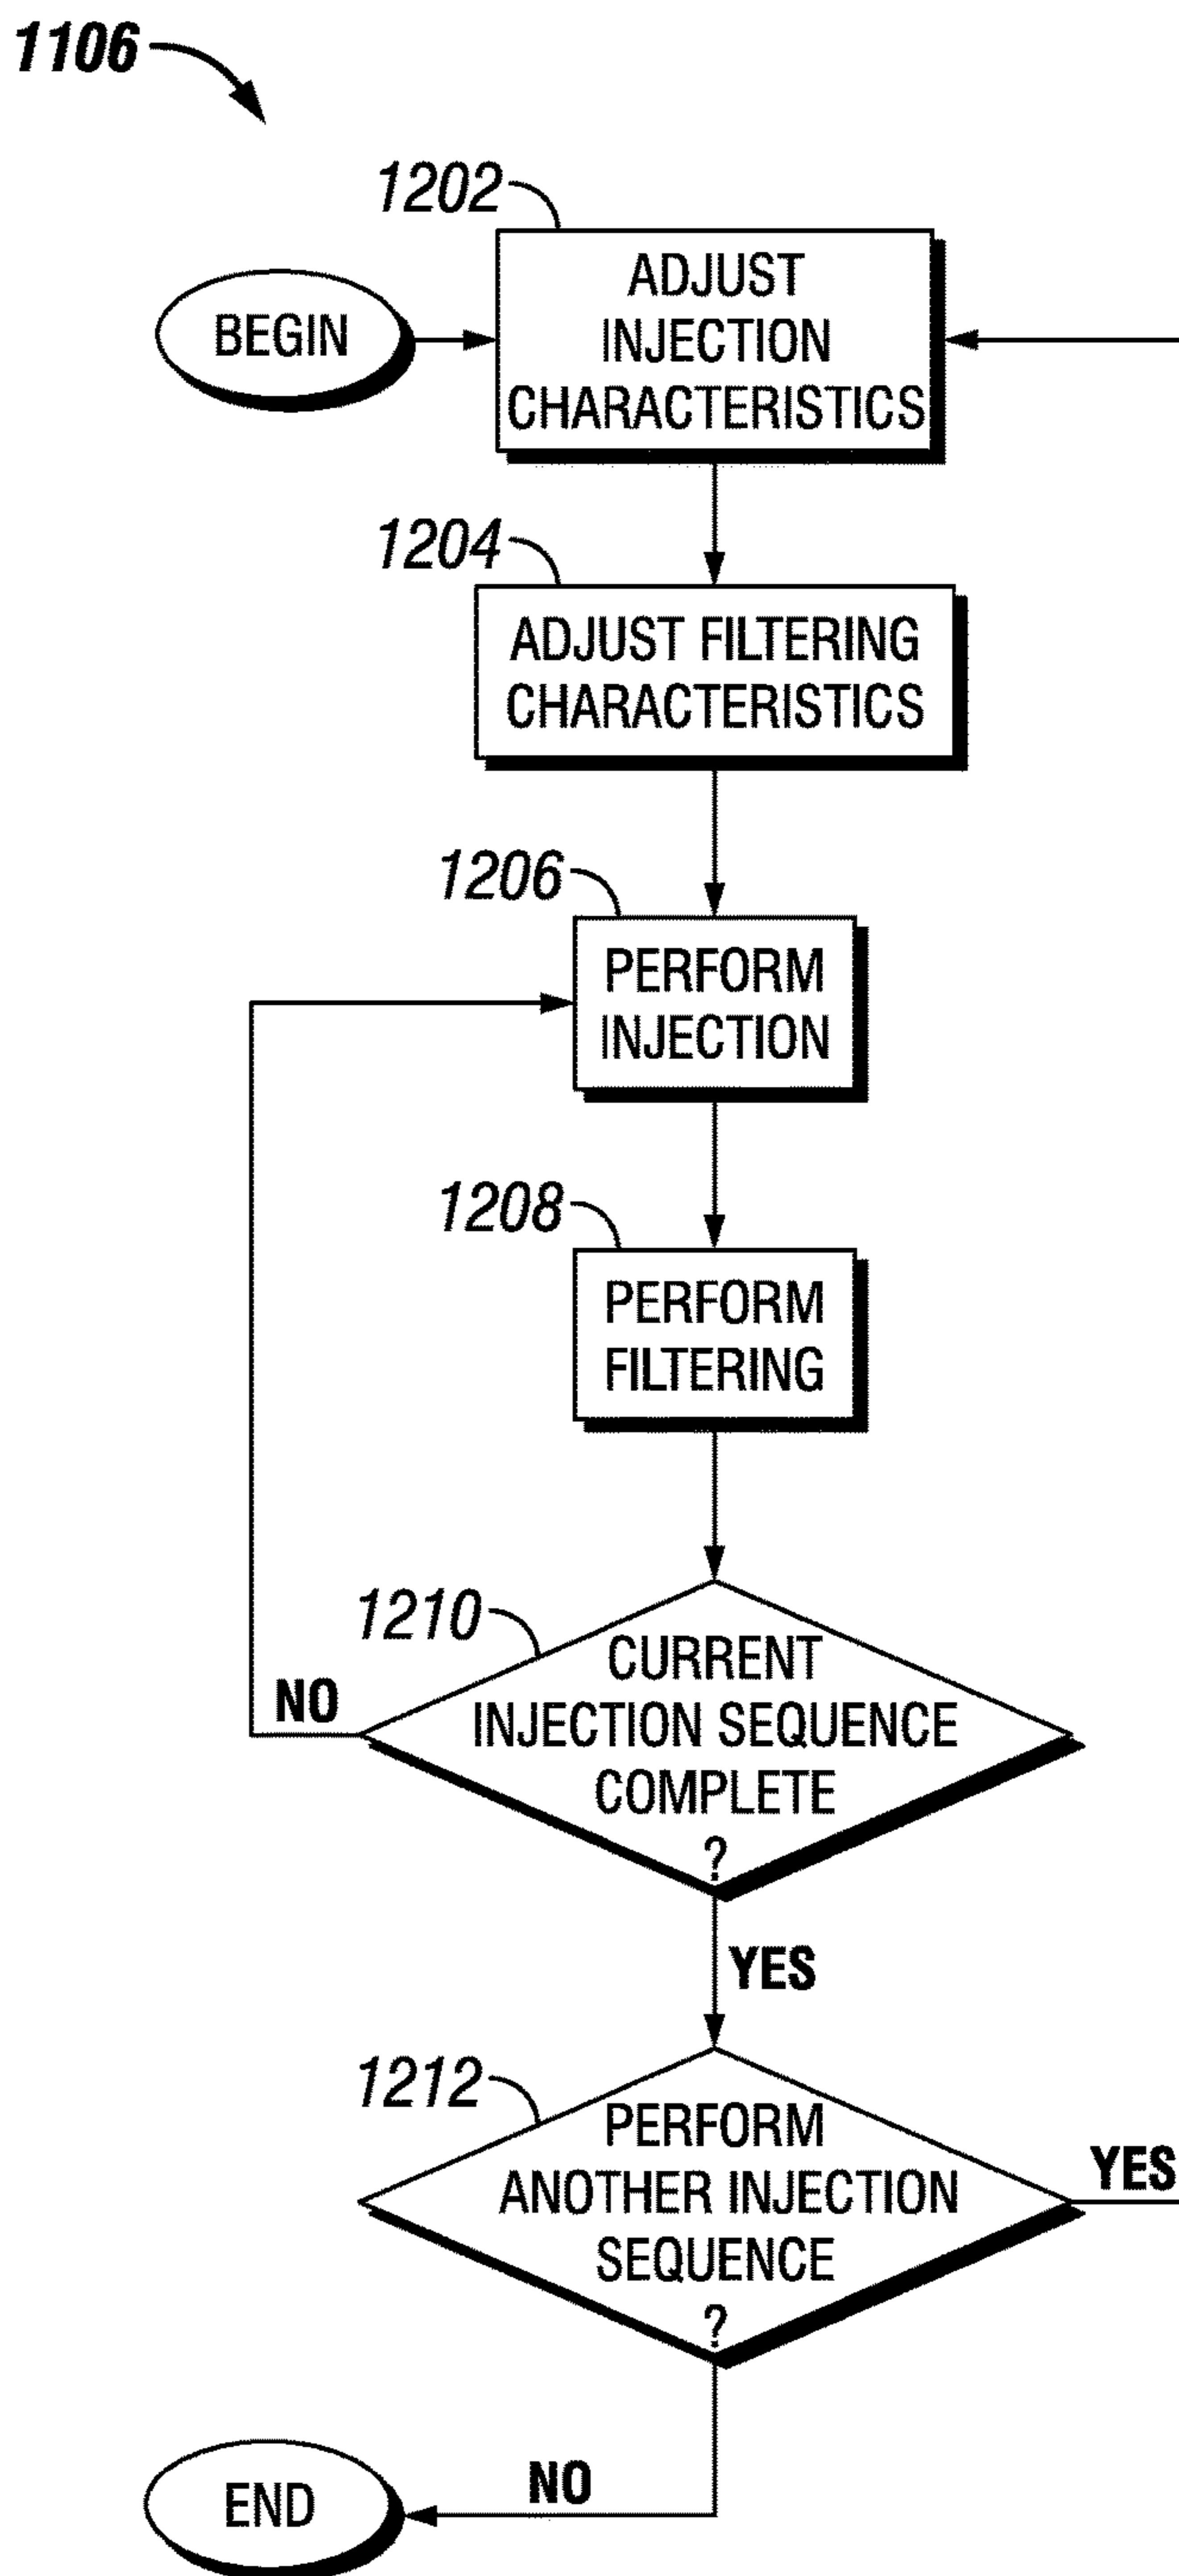 1106
1202
BEGIN
ADJUST
INJECTION
CHARACTERISTICS
1204
ADJUST FILTERING
CHARACTERISTICS
1206
PERFORM
INJECTION
1208
PERFORM
FILTERING
1210
CURRENT
INJECTION SEQUENCE
COMPLETE
?
NO
YES
1212
PERFORM
ANOTHER INJECTION
SEQUENCE
?
YES
NO
END